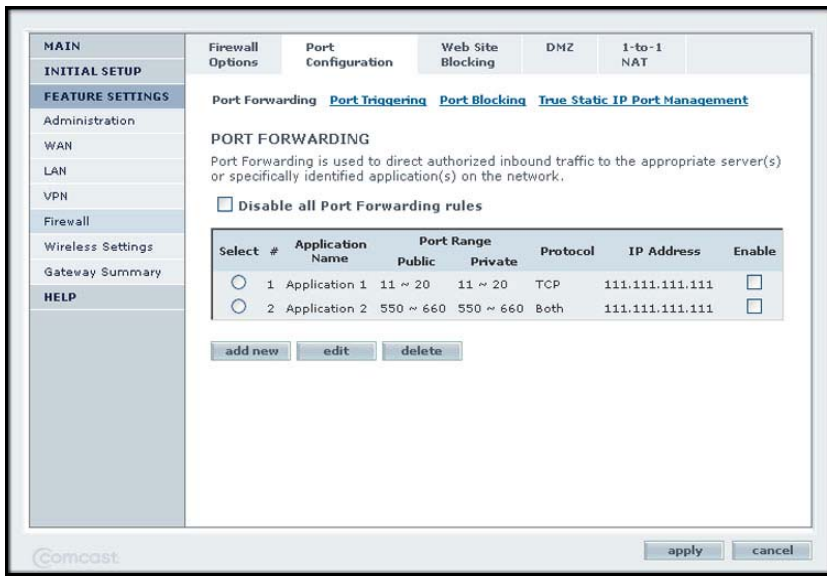 MAIN
INITIAL SETUP
FEATURE SETTINGS
Administration
WAN
LAN
VPN
Firewall
Wireless Settings
Gateway Summary
HELP
Firewall Options
Port Configuration
Web Site Blocking
DMZ
1-to-1 NAT
Port Forwarding Port Triggering Port Blocking True Static IP Port Management
PORT FORWARDING
Port Forwarding is used to direct authorized inbound traffic to the appropriate server(s)
or specifically identified application(s) on the network.
Disable all Port Forwarding rules
Select # Application Name Port Range Public Private Protocol IP Address Enable
1 Application 1 11 ~ 20 11 ~ 20 TCP 111.111.111.111
2 Application 2 550 ~ 660 550 ~ 660 Both 111.111.111.111
add new edit delete
apply cancel
Comcast